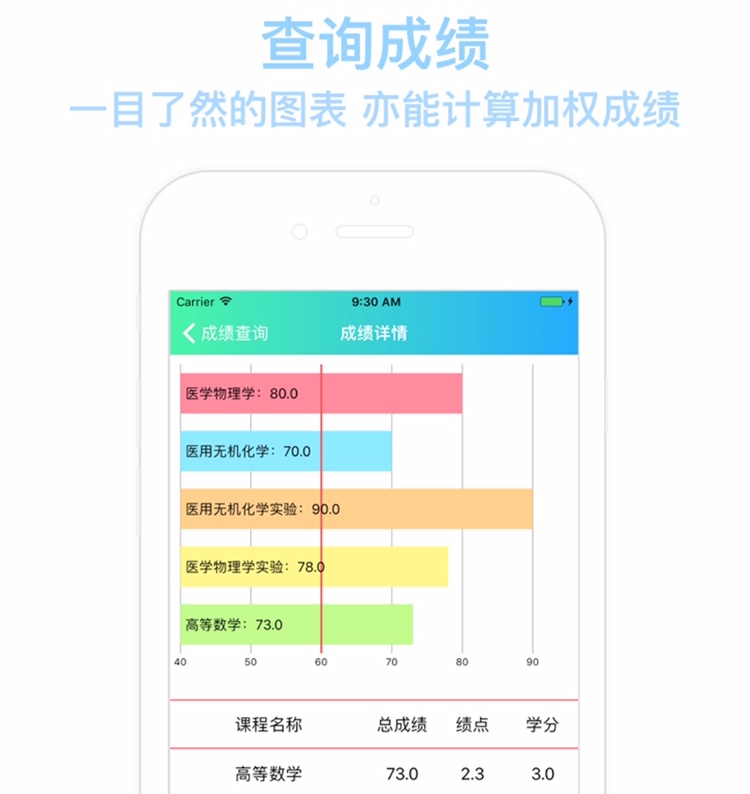 查询成绩
一目了然的图表 亦能计算加权成绩
Carrier 9:30 AM
成绩查询 成绩详情
医学物理学：80.0
医用无机化学：70.0
医用无机化学实验：90.0
医学物理学实验：78.0
高等数学：73.0
40 50 60 70 80 90
课程名称 总成绩 绩点 学分
高等数学 73.0 2.3 3.0